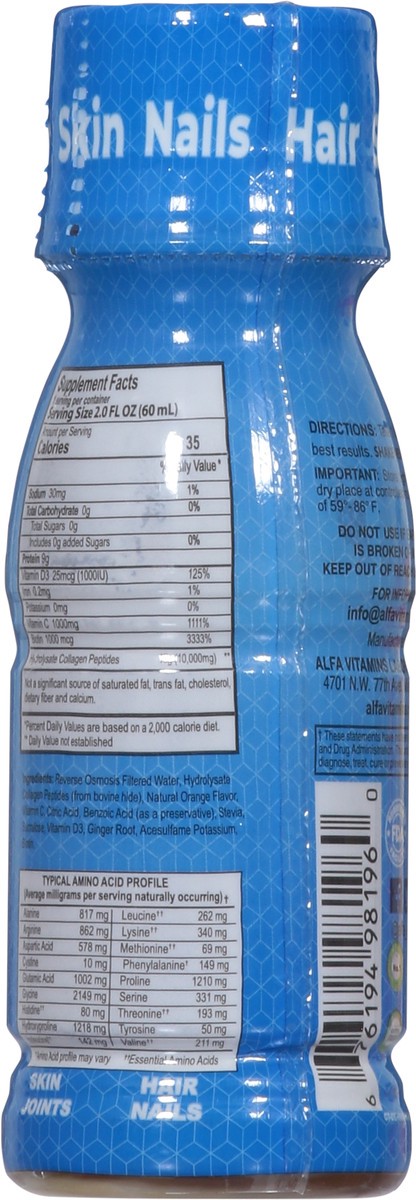 Skin Nails Hair
Supplement Facts
serving per container
Serving Size 2.0 FL OZ (60 mL)
Amount per Serving
Calories 35
% Daily Value*
Sodium 30mg 1%
Total Carbohydrate 0g 0%
Total Sugars 0g
Includes 0g added Sugars 0%
Protein 9g
Vitamin D3 25mcg (1000IU) 125%
Iron 0.2mg 1%
Potassium 0mg 0%
Vitamin C 1000mg 1111%
Biotin 1000 mcg 3333%
Hydrolysate Collagen Peptides (10,000mg) **
Not a significant source of saturated fat, trans fat, cholesterol,
dietary fiber and calcium.
*Percent Daily Values are based on a 2,000 calorie diet.
** Daily Value not established
Ingredients: Reverse Osmosis Filtered Water, Hydrolysate
Collagen Peptides (from bovine hide), Natural Orange Flavor,
Vitamin C, Citric Acid, Benzoic Acid (as a preservative), Stevia,
Sucralose, Vitamin D3, Ginger Root, Acesulfame Potassium,
Biotin.
TYPICAL AMINO ACID PROFILE
(Average milligrams per serving naturally occurring)†
Alanine 817 mg Leucine†† 262 mg
Arginine 862 mg Lysine†† 340 mg
Aspartic Acid 578 mg Methionine†† 69 mg
Cystine 10 mg Phenylalanine† 149 mg
Glutamic Acid 1002 mg Proline 1210 mg
Glycine 2149 mg Serine 331 mg
Histidine†† 80 mg Threonine†† 193 mg
Hydroxyproline 1218 mg Tyrosine 50 mg
142 mg Valine†† 211 mg
Amino Acid profile may vary ††Essential Amino Acids
SKIN HAIR
JOINTS NAILS
DIRECTIONS:
best results. SHAKE
IMPORTANT:
dry place at
of 59°- 86° F.
DO NOT USE IF
IS BROKEN
KEEP OUT OF REACH
FOR
info@alfavit
ALFA VITAMINS
4701 N.W. 77th
alfavitamin
† These statements have
and Drug Administration.
diagnose, treat, cure or
6 76194 98196 0